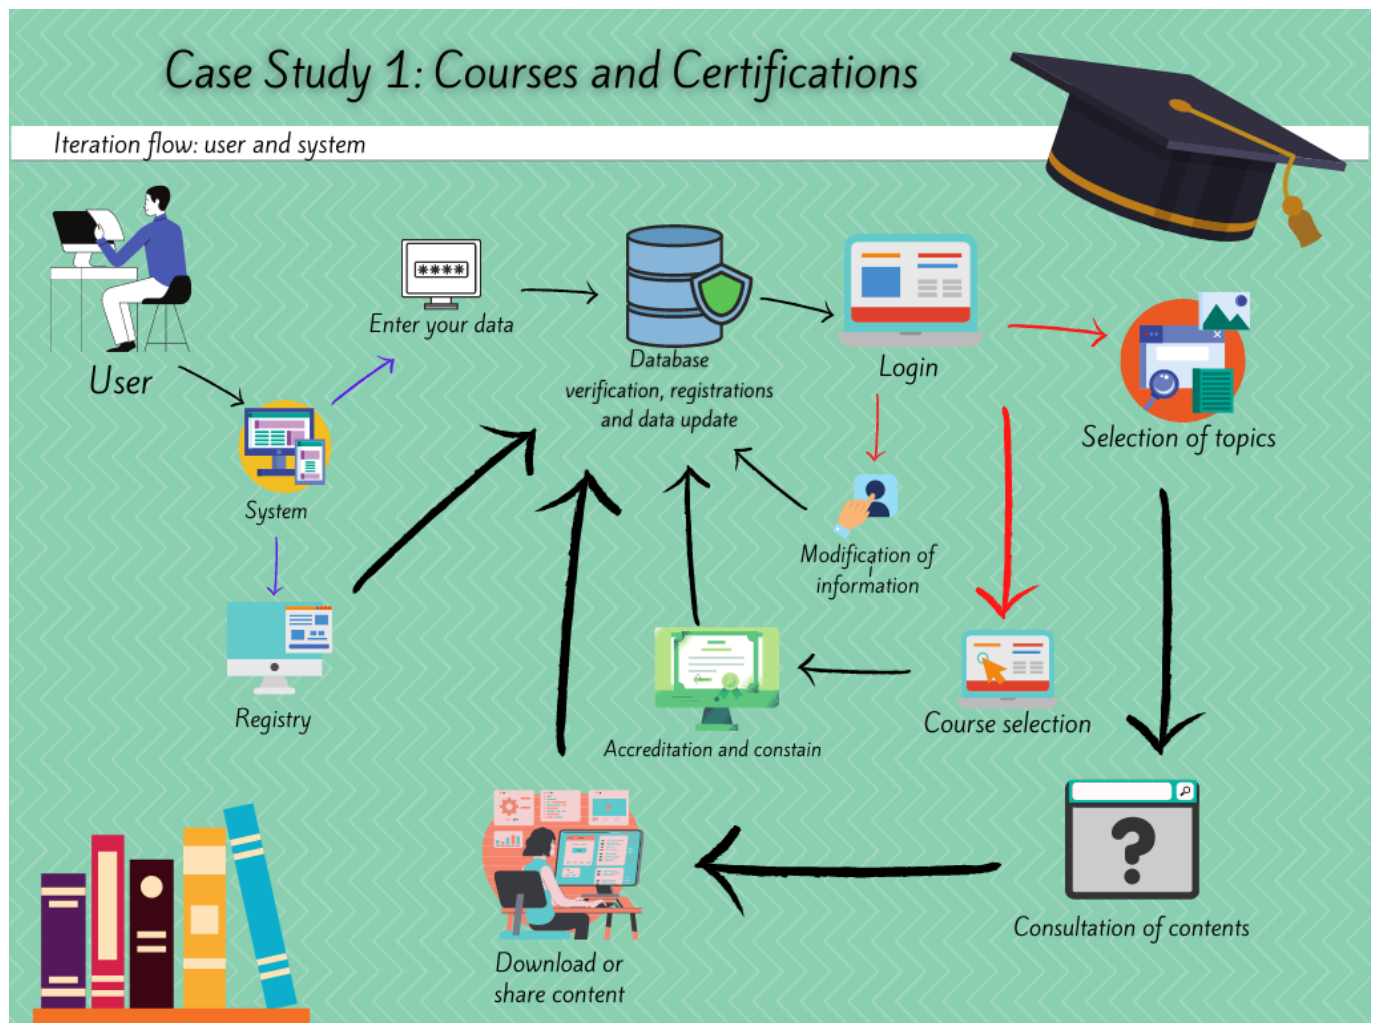 Case Study 1: Courses and Certifications
Iteration flow: user and system
User
System
Enter your data
****
Database
verification, registrations
and data update
Login
Selection of topics
Modification of
information
Registry
Accreditation and constain
Course selection
Consultation of contents
?
Download or
share content